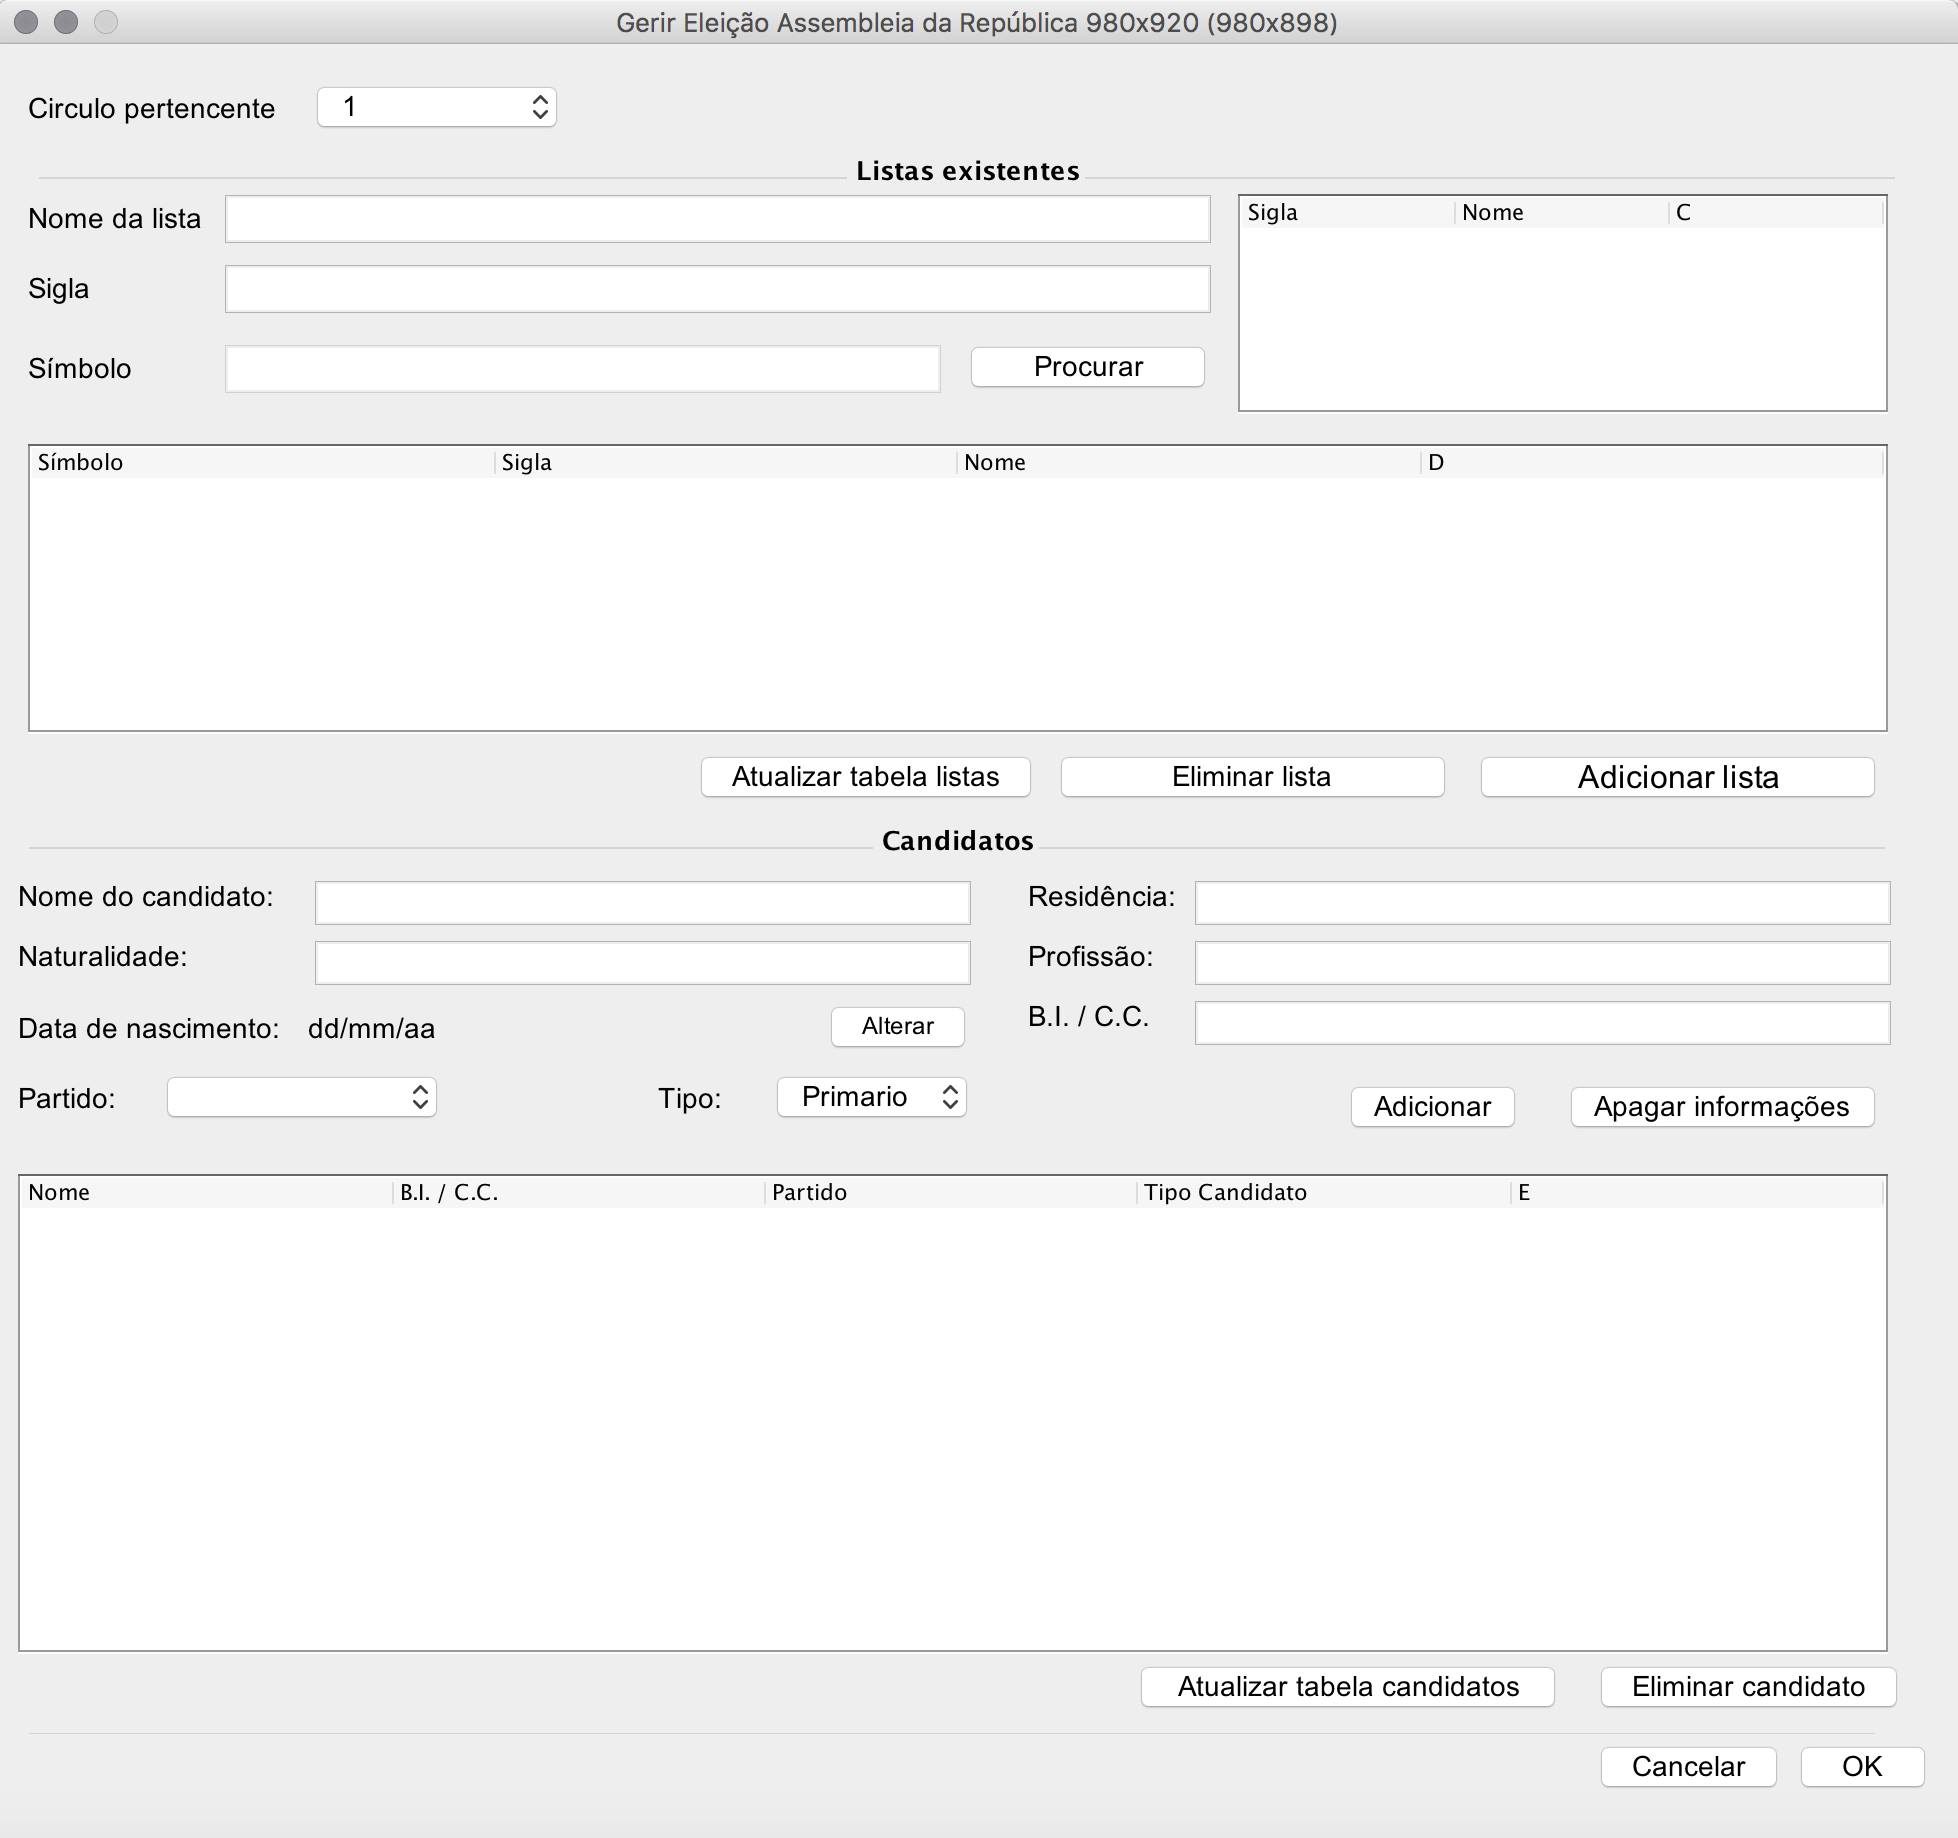 Gerir Eleição Assembleia da República 980x920 (980x898)
Circulo pertencente 1
Listas existentes
Nome da lista
Sigla
Símbolo Procurar
Sigla Nome C
Símbolo Sigla Nome D
Atualizar tabela listas Eliminar lista Adicionar lista
Candidatos
Nome do candidato: Residência:
Naturalidade: Profissão:
Data de nascimento: dd/mm/aa Alterar B.I. / C.C.
Partido: Tipo: Primario Adicionar Apagar informações
Nome B.I. / C.C. Partido Tipo Candidato E
Atualizar tabela candidatos Eliminar candidato
Cancelar OK